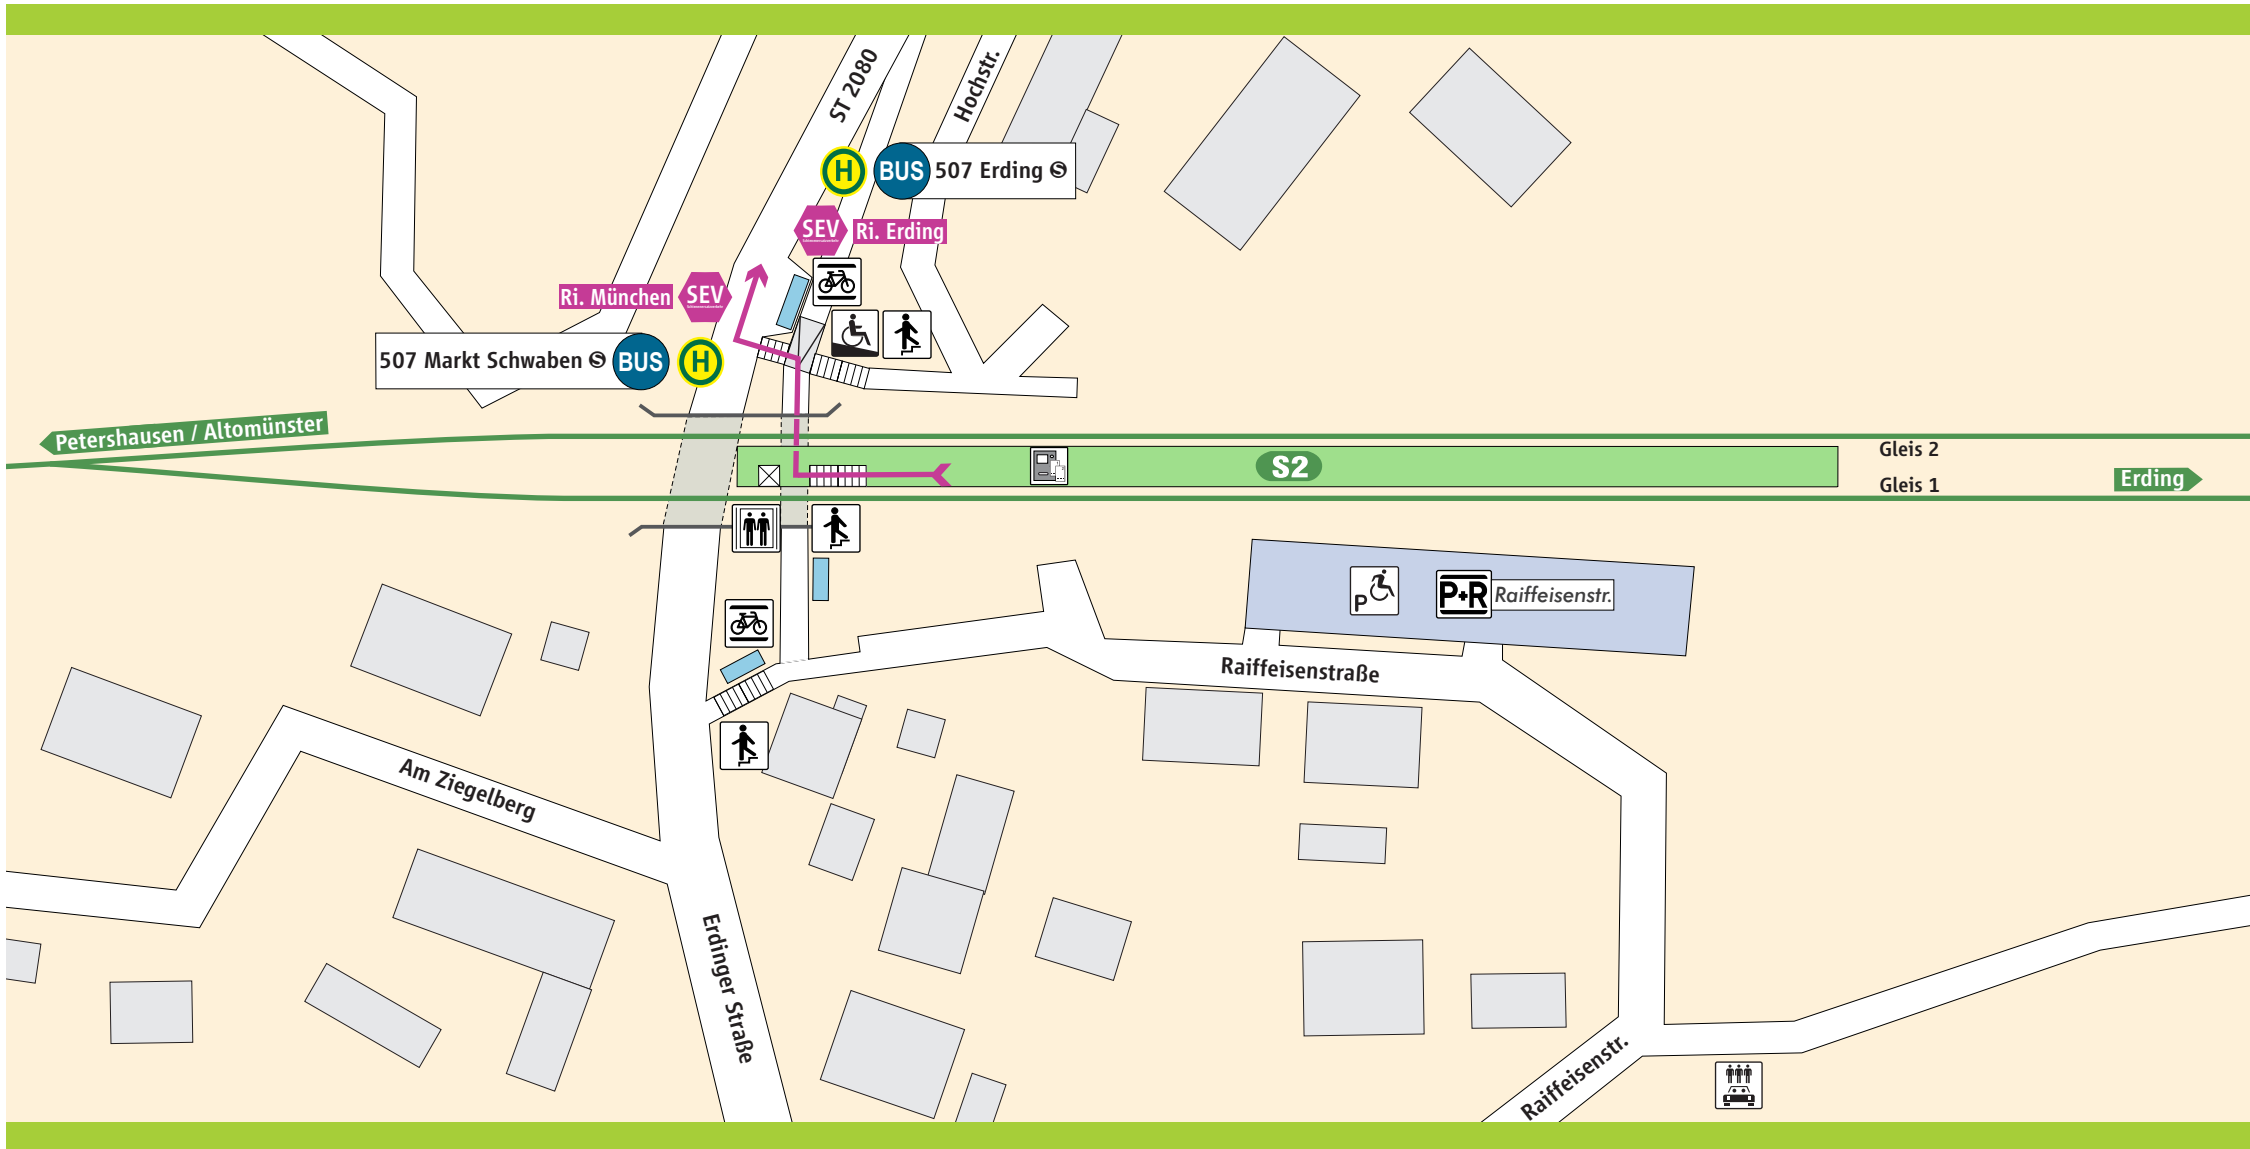 ST 2080
Hochstr.
H
BUS
507 Erding S
SEV
Ri. Erding
Ri. München
SEV
507 Markt Schwaben S
BUS
H
Petershausen / Altomünster
S2
Gleis 2
Gleis 1
Erding
P
P+R
Raiffeisenstr.
Raiffeisenstraße
Am Ziegelberg
Erdinger Straße
Raiffeisenstr.